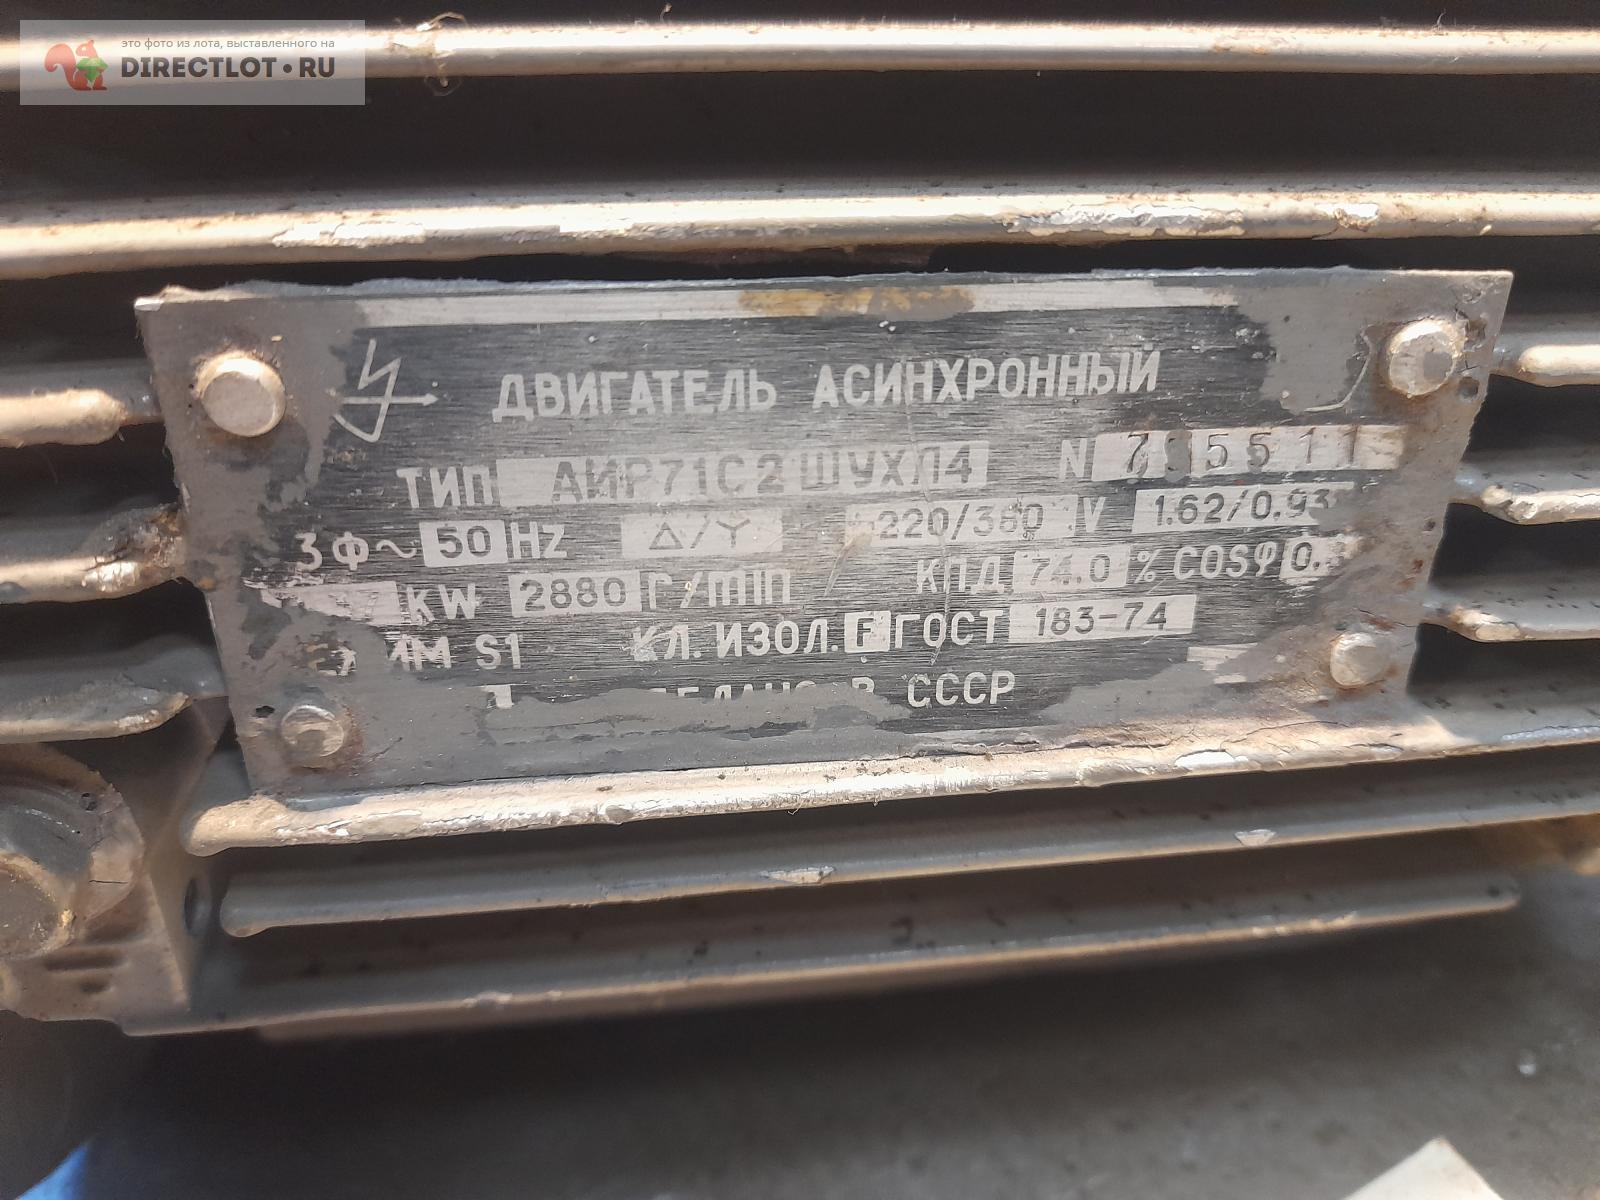 это фото из лота, выставленного на
DIRECTLOT•RU
ДВИГАТЕЛЬ АСИНХРОННЫЙ
ТИП АИР71С2ШУХЛ4 N
3Ф~ 50 Hz Δ/Y 220/380 V 1.62/0.93
KW 2880 Г/min КПД 74.0 % COSφ 0.
S1 КЛ. ИЗОЛ. F ГОСТ 183-74
В СССР